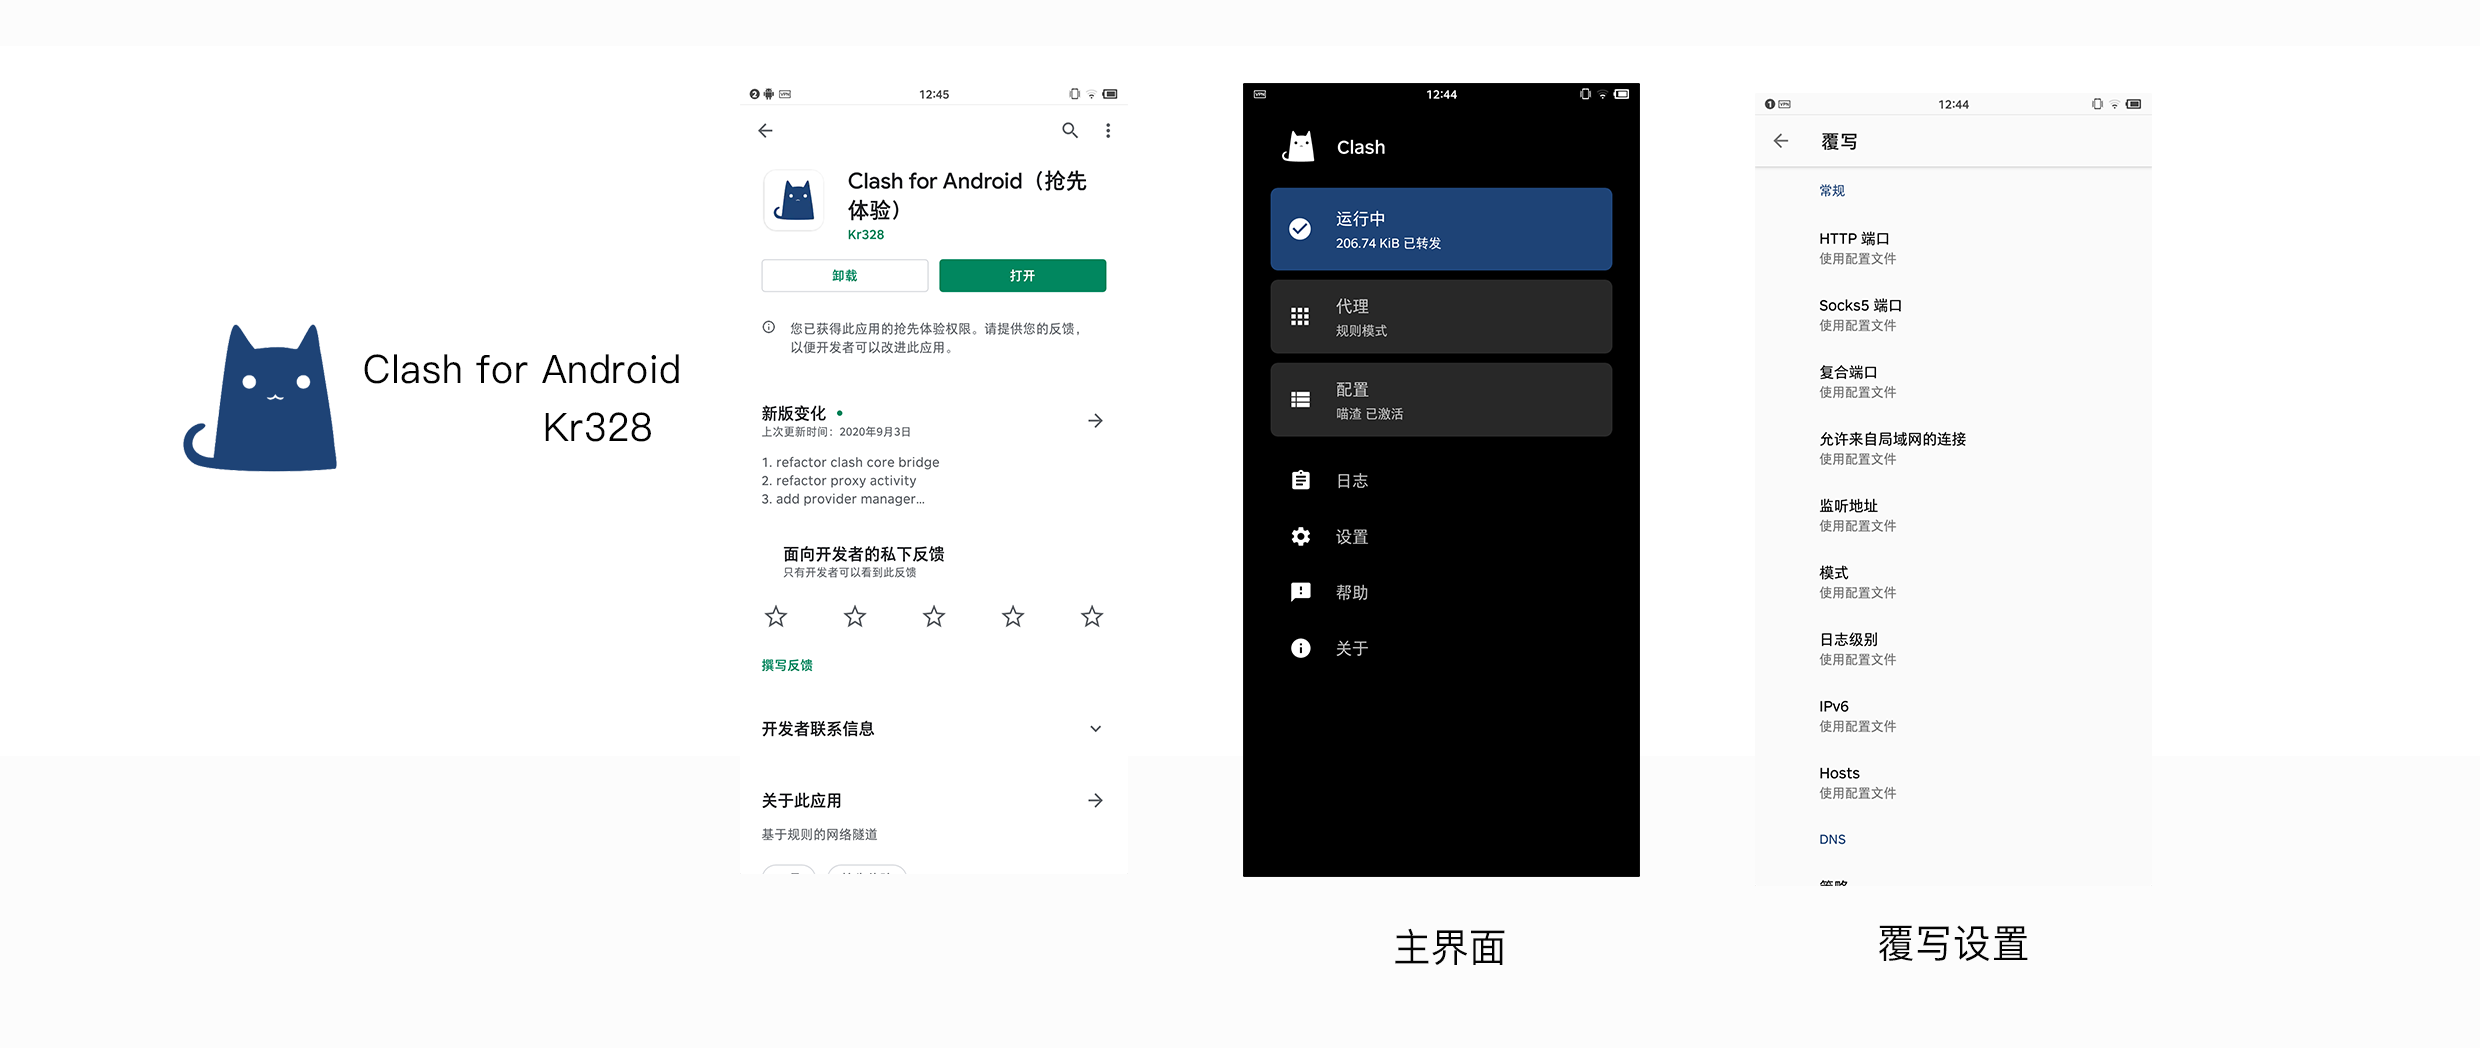 Clash for Android
Kr328
12:45
Clash for Android（抢先
体验）
Kr328
卸载
打开
您已获得此应用的抢先体验权限。请提供您的反馈，
以便开发者可以改进此应用。
新版变化
上次更新时间：2020年9月3日
1. refactor clash core bridge
2. refactor proxy activity
3. add provider manager...
面向开发者的私下反馈
只有开发者可以看到此反馈
撰写反馈
开发者联系信息
关于此应用
基于规则的网络隧道
12:44
Clash
运行中
206.74 KiB 已转发
代理
规则模式
配置
喵渣 已激活
日志
设置
帮助
关于
主界面
12:44
覆写
常规
HTTP 端口
使用配置文件
Socks5 端口
使用配置文件
复合端口
使用配置文件
允许来自局域网的连接
使用配置文件
监听地址
使用配置文件
模式
使用配置文件
日志级别
使用配置文件
IPv6
使用配置文件
Hosts
使用配置文件
DNS
覆写设置